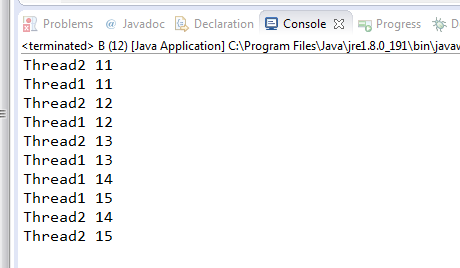 Problems @ Javadoc Declaration Console Progress D
<terminated> B (12) [Java Application] C:\Program Files\Java\jre1.8.0_191\bin\javaw
Thread2 11
Thread1 11
Thread2 12
Thread1 12
Thread2 13
Thread1 13
Thread1 14
Thread1 15
Thread2 14
Thread2 15